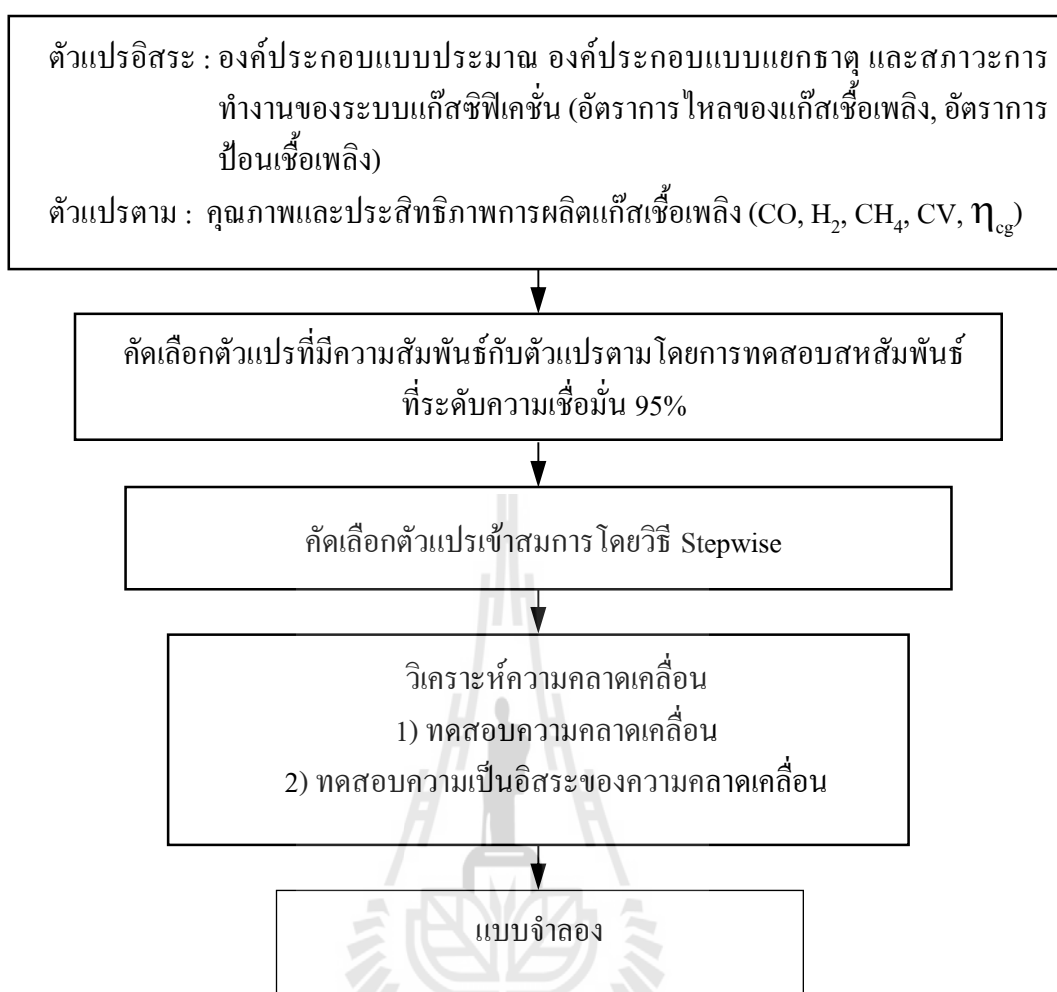 ตัวแปรอิสระ : องค์ประกอบแบบประมาณ องค์ประกอบแบบแยกธาตุ และสภาวะการ
ทำงานของระบบแก๊สซิฟิเคชั่น (อัตราการไหลของแก๊สเชื้อเพลิง, อัตราการ
ป้อนเชื้อเพลิง)
ตัวแปรตาม : คุณภาพและประสิทธิภาพการผลิตแก๊สเชื้อเพลิง (CO, H₂, CH₄, CV, η_cg)
คัดเลือกตัวแปรที่มีความสัมพันธ์กับตัวแปรตามโดยการทดสอบสหสัมพันธ์
ที่ระดับความเชื่อมั่น 95%
คัดเลือกตัวแปรเข้าสมการโดยวิธี Stepwise
วิเคราะห์ความคลาดเคลื่อน
1) ทดสอบความคลาดเคลื่อน
2) ทดสอบความเป็นอิสระของความคลาดเคลื่อน
แบบจำลอง